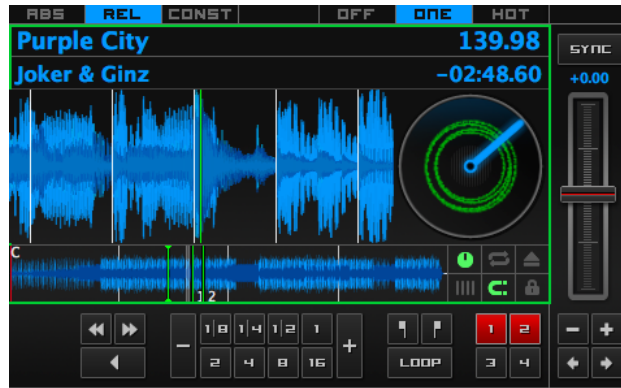 ABS REL CONST OFF ONE HOT
Purple City 139.98
SYNC
Joker & Ginz -02:48.60
+0.00
C
1 2
C:
1|8 1|4 1|2 1
1 2
- +
- +
2 4 8 16
LOOP
3 4